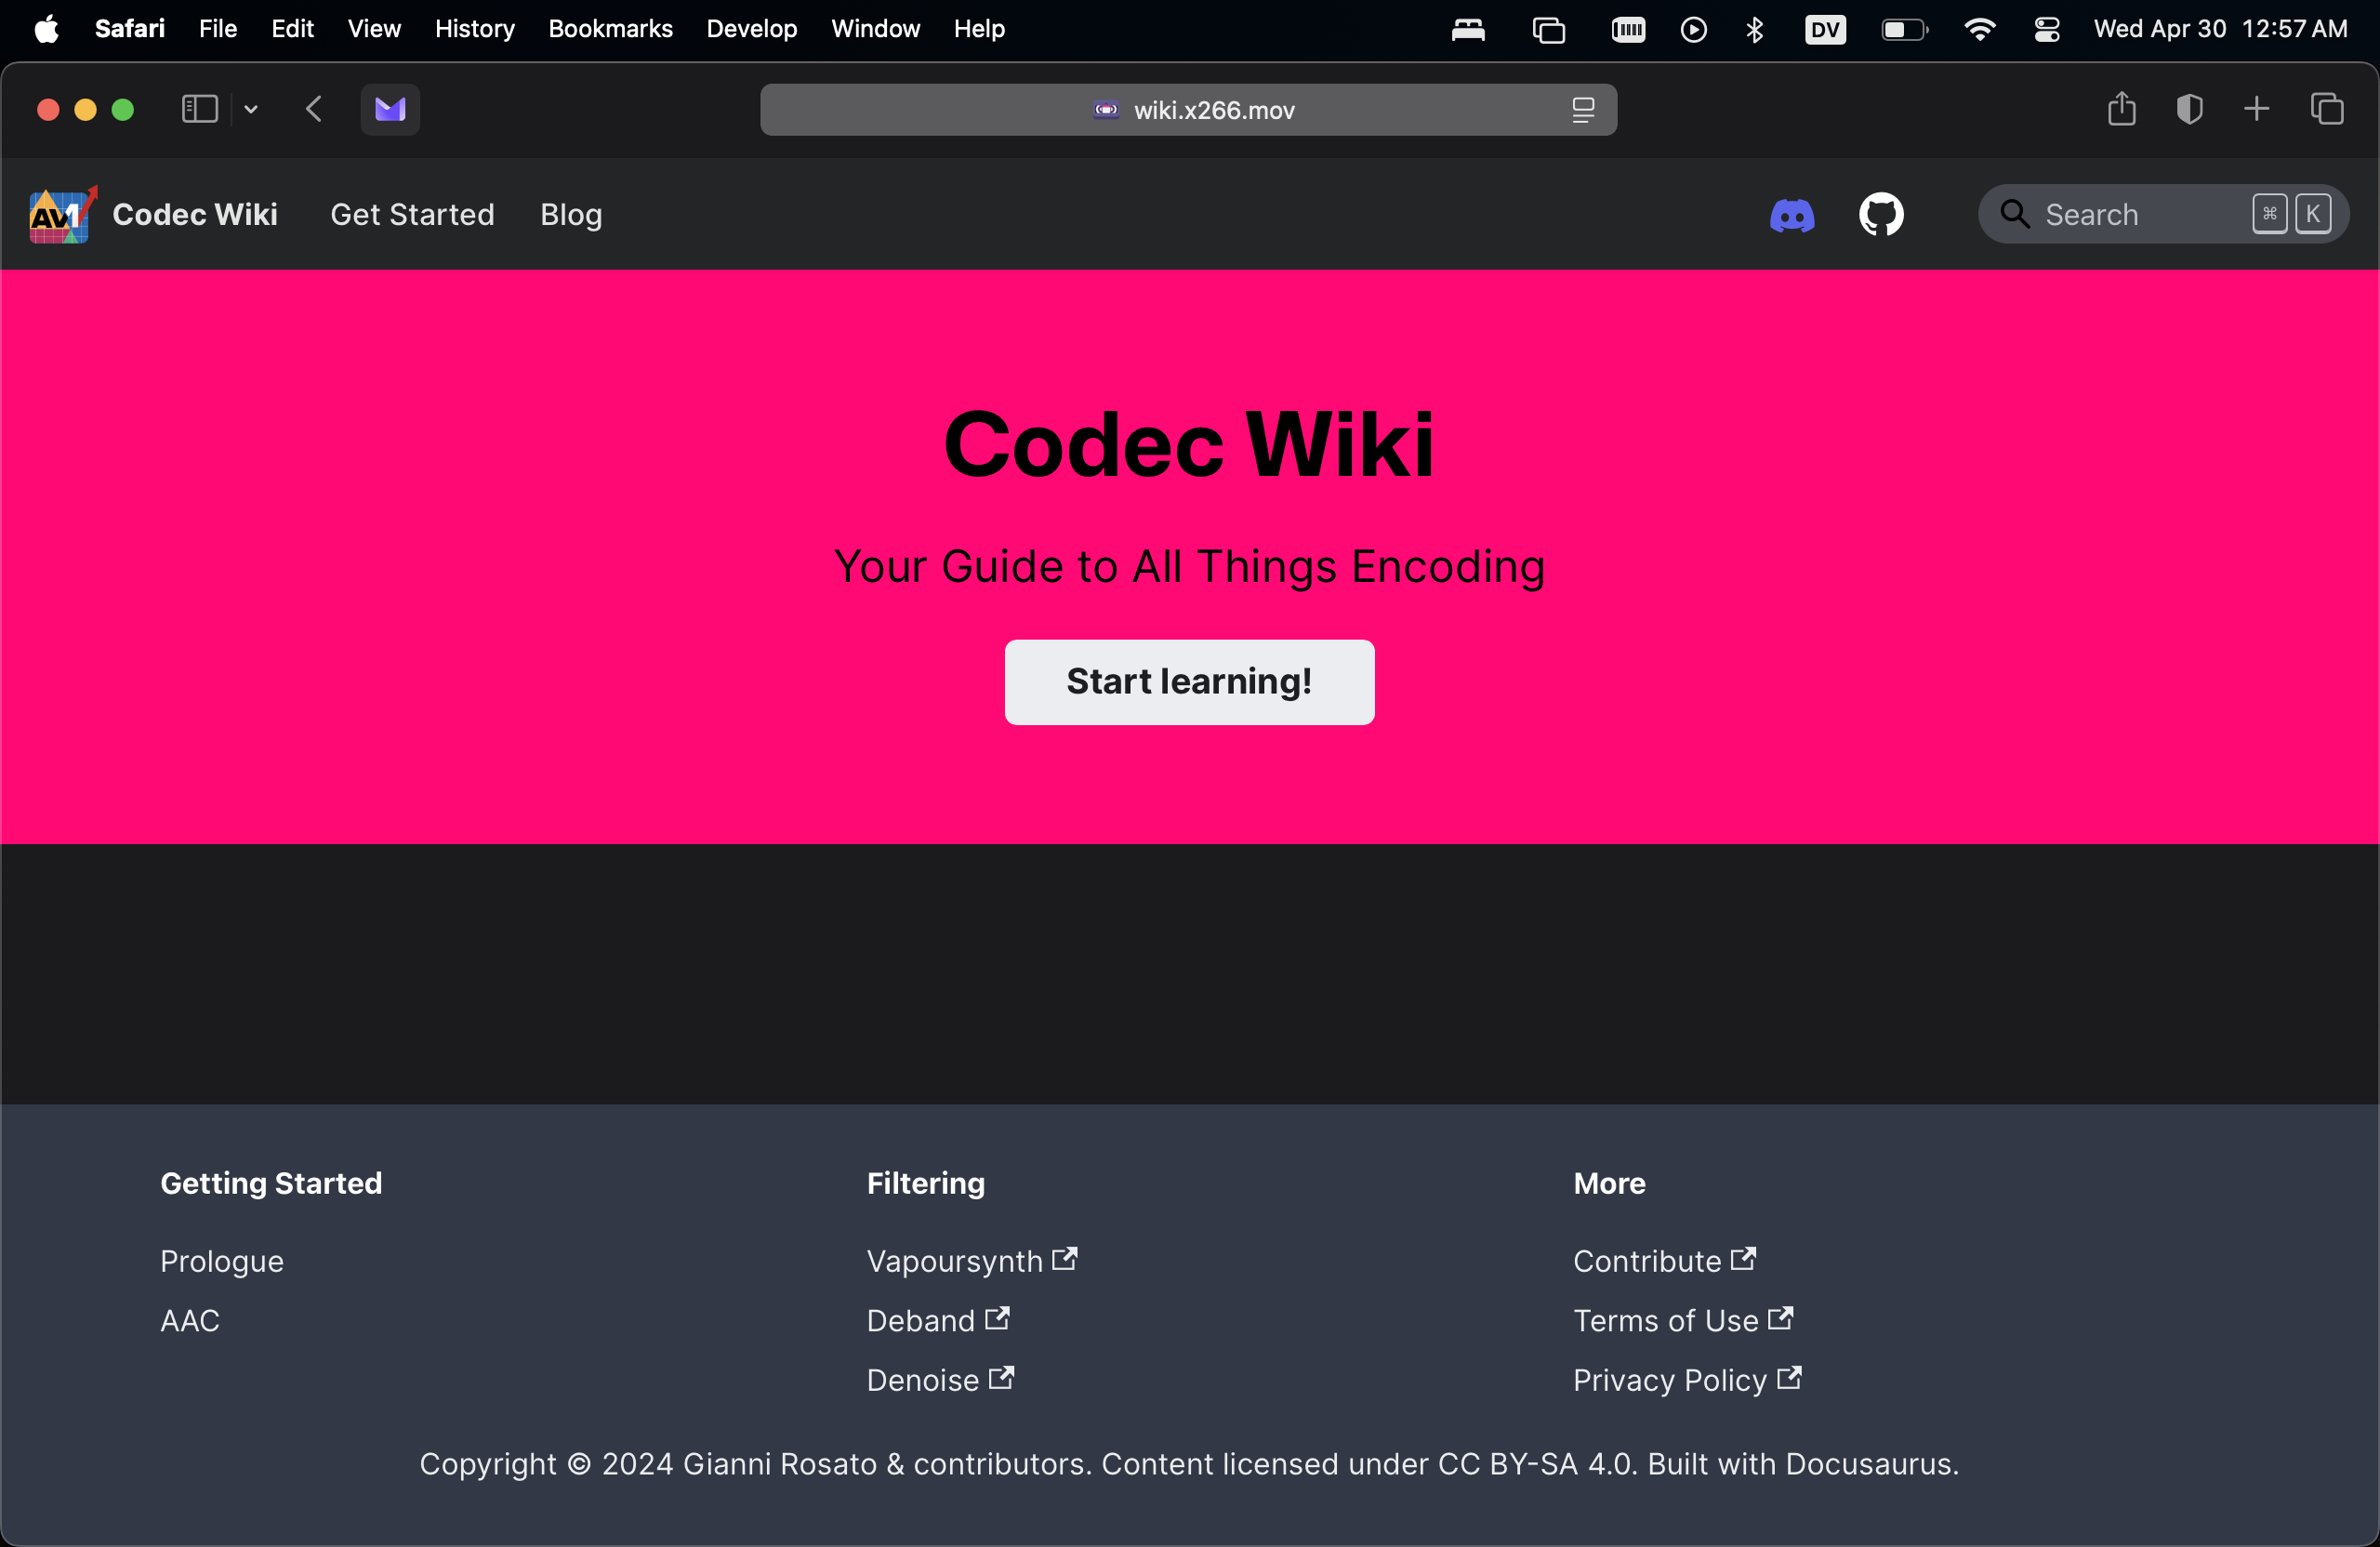 Safari File Edit View History Bookmarks Develop Window Help DV Wed Apr 30 12:57 AM
wiki.x266.mov
AV1 Codec Wiki Get Started Blog Search ⌘ K
Codec Wiki
Your Guide to All Things Encoding
Start learning!
Getting Started Filtering More
Prologue Vapoursynth Contribute
AAC Deband Terms of Use
Denoise Privacy Policy
Copyright © 2024 Gianni Rosato & contributors. Content licensed under CC BY-SA 4.0. Built with Docusaurus.